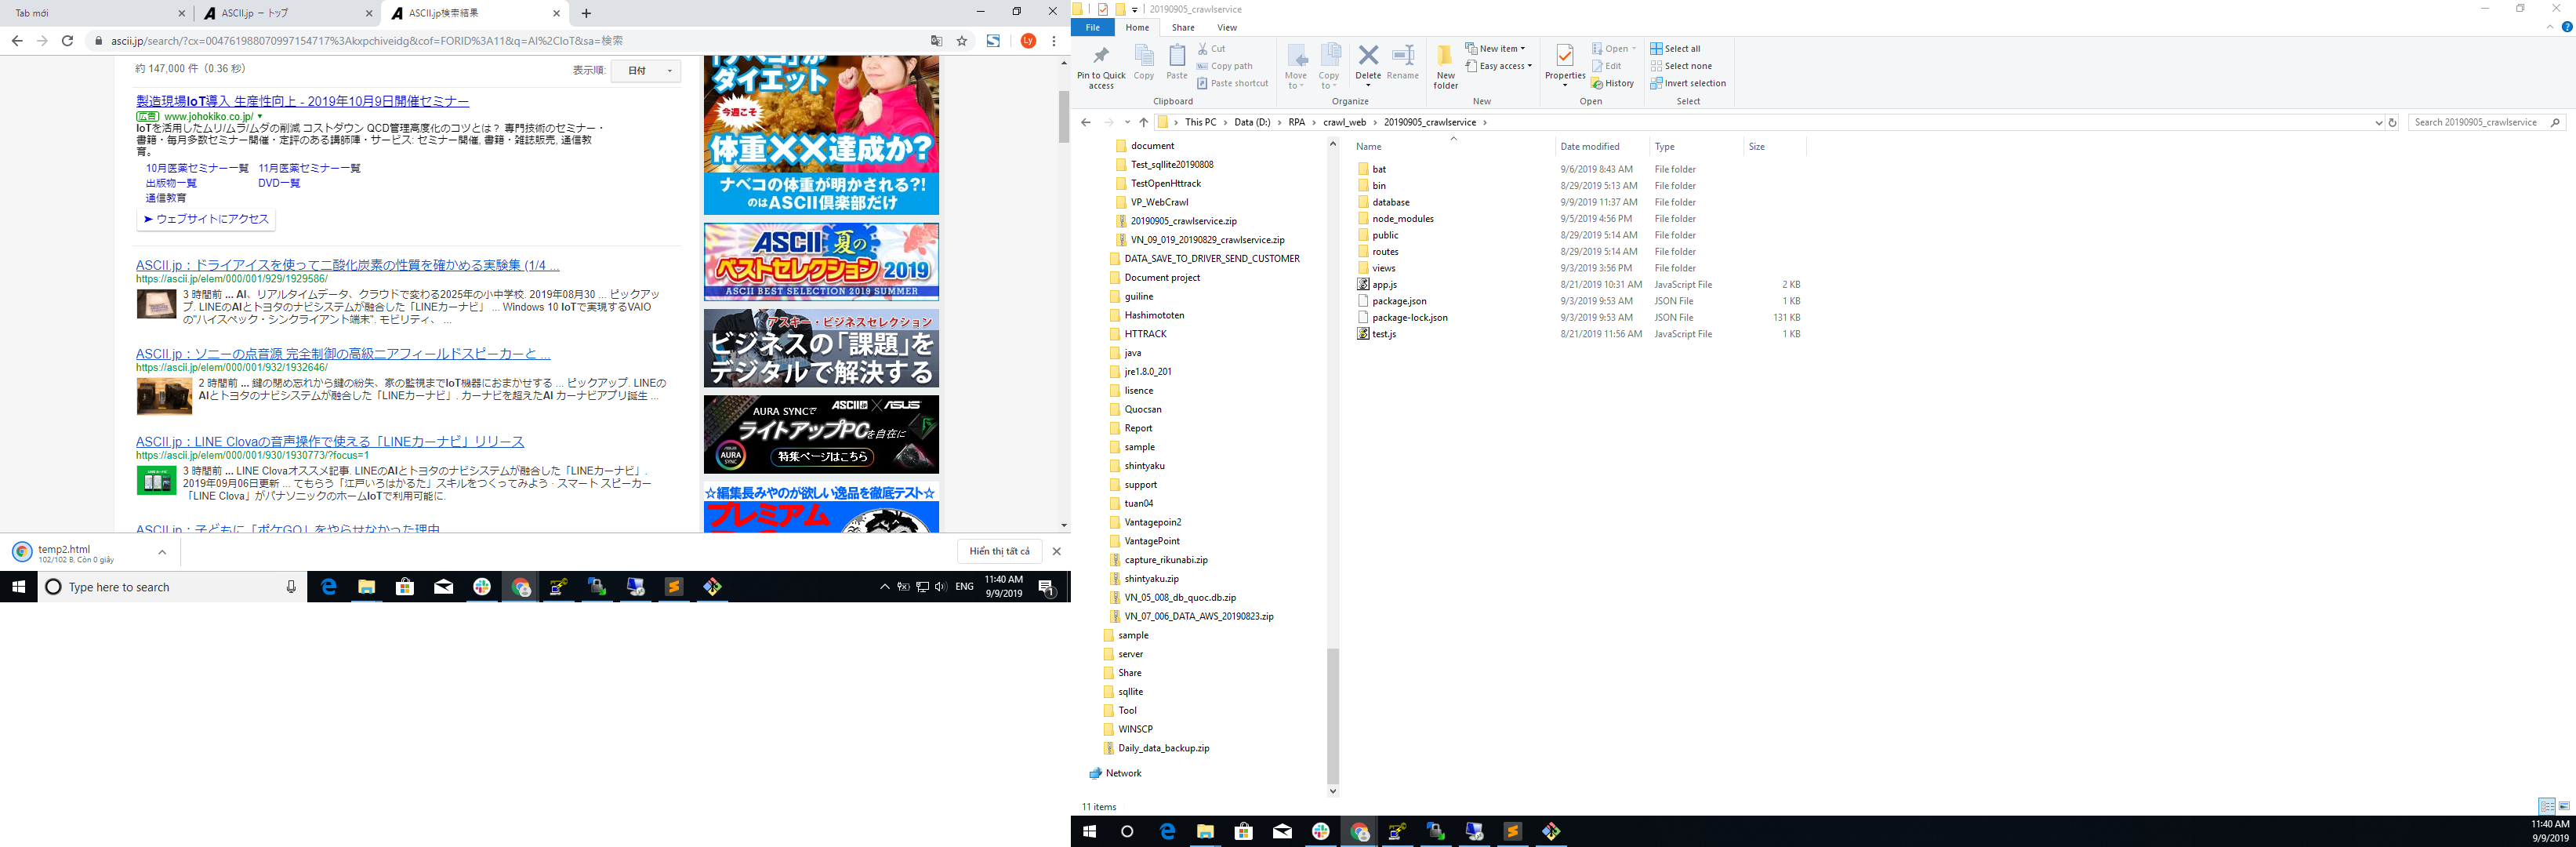 Tab mới
ASCII.jp － トップ
ASCII.jp検索結果
ascii.jp/search/?cx=004761988070997154717%3Akxpchiveidg&cof=FORID%3A11&q=AI%2CIoT&sa=検索
Ly
約 147,000 件（0.36 秒）
表示順:
日付
製造現場IoT導入 生産性向上 - 2019年10月9日開催セミナー
広告 www.johokiko.co.jp/
IoTを活用したムリ/ムラ/ムダの削減 コストダウン QCD管理高度化のコツとは？ 専門技術のセミナー・
書籍・毎月多数セミナー開催・定評のある講師陣・サービス: セミナー開催, 書籍・雑誌販売, 通信教
育。
10月医薬セミナー一覧 11月医薬セミナー一覧
出版物一覧 DVD一覧
通信教育
➤ ウェブサイトにアクセス
ASCII.jp：ドライアイスを使って二酸化炭素の性質を確かめる実験集 (1/4 ...
https://ascii.jp/elem/000/001/929/1929586/
3 時間前 ... AI、リアルタイムデータ、クラウドで変わる2025年の小中学校. 2019年08月30 ... ピックアッ
プ. LINEのAIとトヨタのナビシステムが融合した「LINEカーナビ」 ... Windows 10 IoTで実現するVAIO
の"ハイスペック・シンクライアント端末". モビリティ、 ...
ASCII.jp：ソニーの点音源 完全制御の高級ニアフィールドスピーカーと ...
https://ascii.jp/elem/000/001/932/1932646/
2 時間前 ... 鍵の閉め忘れから鍵の紛失、家の監視までIoT機器におまかせする ... ピックアップ. LINEの
AIとトヨタのナビシステムが融合した「LINEカーナビ」. カーナビを超えたAI カーナビアプリ誕生 ...
ASCII.jp：LINE Clovaの音声操作で使える「LINEカーナビ」リリース
https://ascii.jp/elem/000/001/930/1930773/?focus=1
3 時間前 ... LINE Clovaオススメ記事. LINEのAIとトヨタのナビシステムが融合した「LINEカーナビ」.
2019年09月06日更新 ... てもらう「江戸いろはかるた」スキルをつくってみよう · スマート スピーカー
「LINE Clova」がパナソニックのホームIoTで利用可能に.
ASCII.jp：子どもに「ポケGO」をやらせなかった理由
「ナベコ」が
ダイエット
今週こそ
体重××達成か?
ナベコの体重が明かされる?!
のはASCII倶楽部だけ
ASCII 夏の
ベストセレクション 2019
ASCII BEST SELECTION 2019 SUMMER
アスキー・ビジネスセレクション
ビジネスの「課題」を
デジタルで解決する
AURA SYNCで ASCII ASUS
ライトアップPCを自在に
AURA SYNC
特集ページはこちら
☆編集長みやのが欲しい逸品を徹底テスト☆
プレミアム
temp2.html
102/102 B, Còn 0 giây
Hiển thị tất cả
Type here to search
ENG
11:40 AM
9/9/2019
1
20190905_crawlservice
File
Home
Share
View
Pin to Quick access
Copy
Paste
Cut
Copy path
Paste shortcut
Clipboard
Move to
Copy to
Delete
Rename
Organize
New folder
New item
Easy access
New
Properties
Open
Edit
History
Open
Select all
Select none
Invert selection
Select
This PC
Data (D:)
RPA
crawl_web
20190905_crawlservice
Search 20190905_crawlservice
document
Test_sqllite20190808
TestOpenHttrack
VP_WebCrawl
20190905_crawlservice.zip
VN_09_019_20190829_crawlservice.zip
DATA_SAVE_TO_DRIVER_SEND_CUSTOMER
Document project
guiline
Hashimototen
HTTRACK
java
jre1.8.0_201
lisence
Quocsan
Report
sample
shintyaku
support
tuan04
Vantagepoin2
VantagePoint
capture_rikunabi.zip
shintyaku.zip
VN_05_008_db_quoc.db.zip
VN_07_006_DATA_AWS_20190823.zip
sample
server
Share
sqllite
Tool
WINSCP
Daily_data_backup.zip
Network
Name Date modified Type Size
bat 9/6/2019 8:43 AM File folder
bin 8/29/2019 5:13 AM File folder
database 9/9/2019 11:37 AM File folder
node_modules 9/5/2019 4:56 PM File folder
public 8/29/2019 5:14 AM File folder
routes 8/29/2019 5:14 AM File folder
views 9/3/2019 3:56 PM File folder
app.js 8/21/2019 10:31 AM JavaScript File 2 KB
package.json 9/3/2019 9:53 AM JSON File 1 KB
package-lock.json 9/3/2019 9:53 AM JSON File 131 KB
test.js 8/21/2019 11:56 AM JavaScript File 1 KB
11 items
11:40 AM
9/9/2019